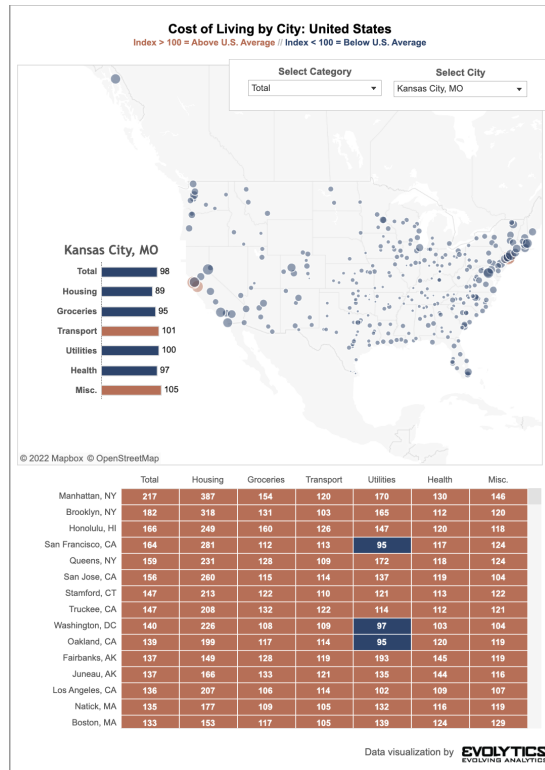 Cost of Living by City: United States
Index > 100 = Above U.S. Average // Index < 100 = Below U.S. Average
Select Category Select City
Total Kansas City, MO
Kansas City, MO
Total 98
Housing 89
Groceries 95
Transport 101
Utilities 100
Health 97
Misc. 105
© 2022 Mapbox © OpenStreetMap
Total Housing Groceries Transport Utilities Health Misc.
Manhattan, NY 217 387 154 120 170 130 146
Brooklyn, NY 182 318 131 103 165 112 120
Honolulu, HI 166 249 160 126 147 120 118
San Francisco, CA 164 281 112 113 95 117 124
Queens, NY 159 231 128 109 172 118 124
San Jose, CA 156 260 115 114 137 119 104
Stamford, CT 147 213 122 110 121 113 122
Truckee, CA 147 208 132 122 114 112 121
Washington, DC 140 226 108 109 97 103 104
Oakland, CA 139 199 117 114 95 120 119
Fairbanks, AK 137 149 128 119 193 145 119
Juneau, AK 137 166 133 121 135 144 116
Los Angeles, CA 136 207 106 114 102 109 107
Natick, MA 135 177 109 105 132 116 119
Boston, MA 133 153 117 105 139 124 129
Data visualization by EVOLYTICS
EVOLVING ANALYTICS